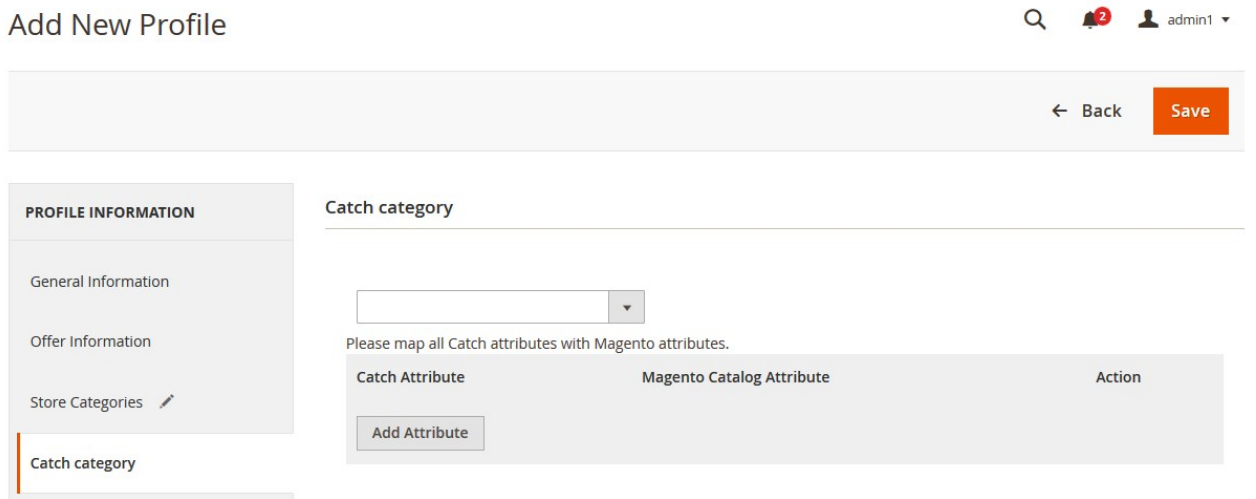 Add New Profile
2
admin1
Back
Save
PROFILE INFORMATION
General Information
Offer Information
Store Categories
Catch category
Catch category
Please map all Catch attributes with Magento attributes.
Catch Attribute Magento Catalog Attribute Action
Add Attribute